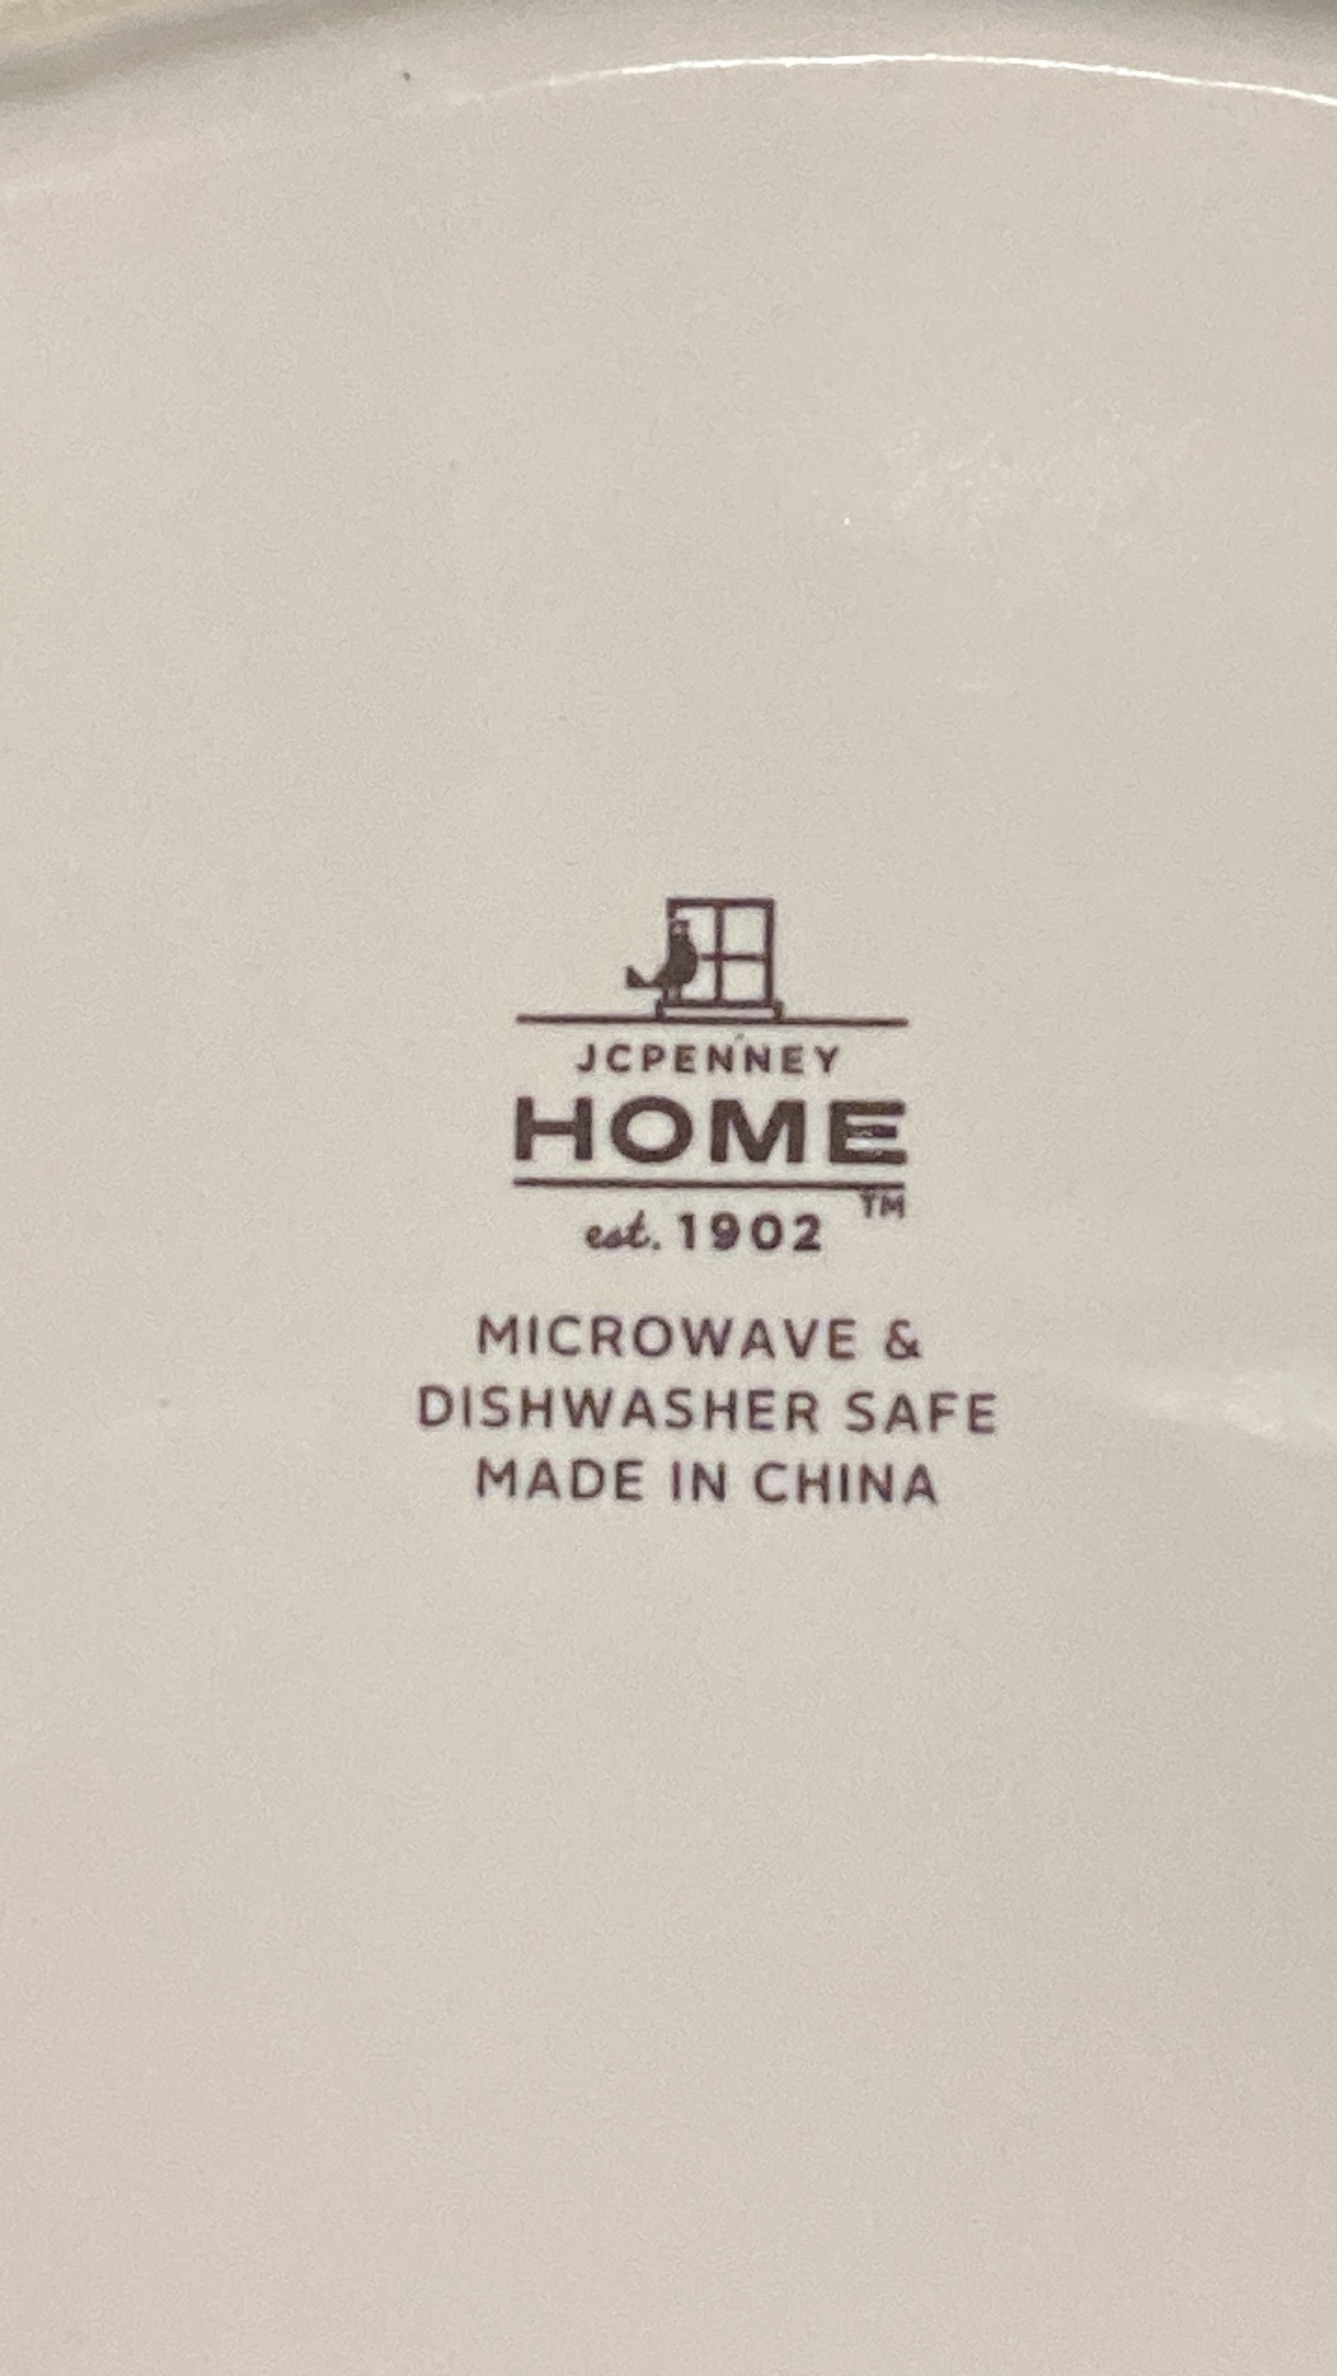 JCPENNEY
HOME
TM
est. 1902
MICROWAVE &
DISHWASHER SAFE
MADE IN CHINA